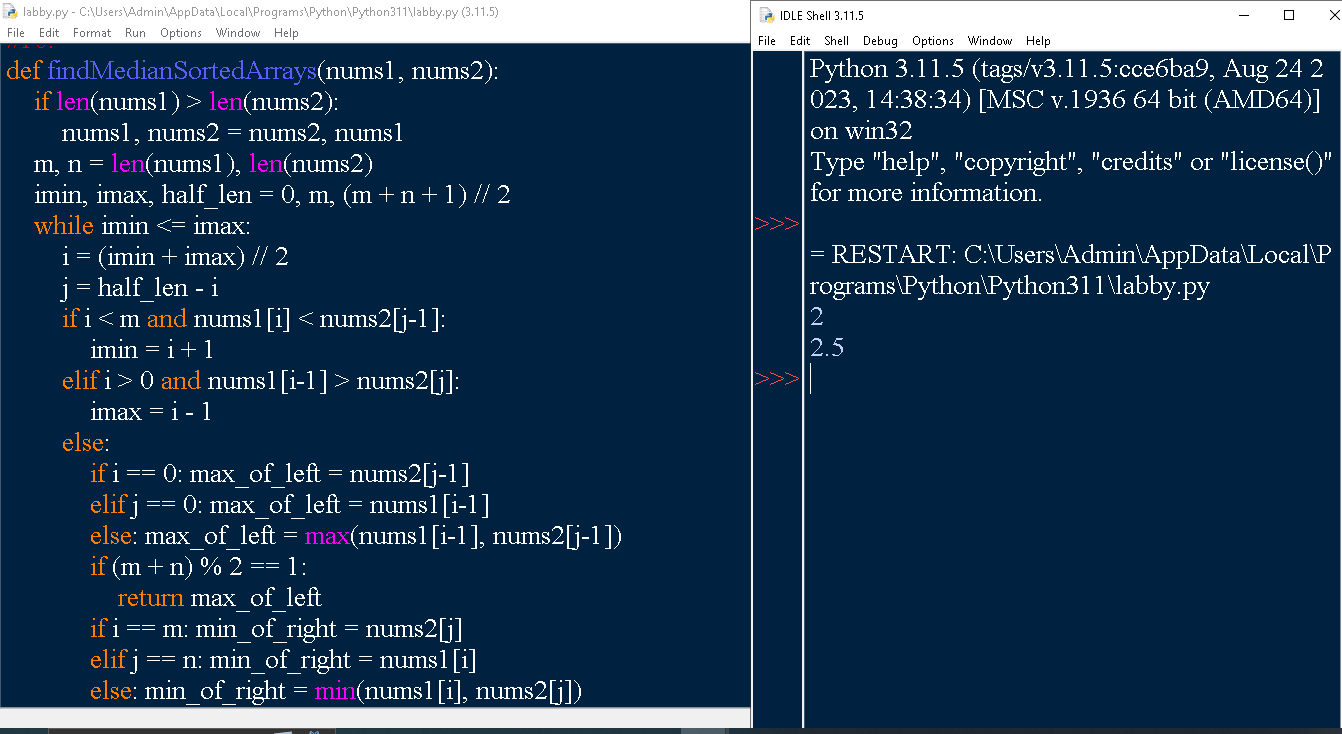 labby.py - C:\Users\Admin\AppData\Local\Programs\Python\Python311\labby.py (3.11.5)
File Edit Format Run Options Window Help
def findMedianSortedArrays(nums1, nums2):
if len(nums1) > len(nums2):
nums1, nums2 = nums2, nums1
m, n = len(nums1), len(nums2)
imin, imax, half_len = 0, m, (m + n + 1) // 2
while imin <= imax:
i = (imin + imax) // 2
j = half_len - i
if i < m and nums1[i] < nums2[j-1]:
imin = i + 1
elif i > 0 and nums1[i-1] > nums2[j]:
imax = i - 1
else:
if i == 0: max_of_left = nums2[j-1]
elif j == 0: max_of_left = nums1[i-1]
else: max_of_left = max(nums1[i-1], nums2[j-1])
if (m + n) % 2 == 1:
return max_of_left
if i == m: min_of_right = nums2[j]
elif j == n: min_of_right = nums1[i]
else: min_of_right = min(nums1[i], nums2[j])
IDLE Shell 3.11.5
File Edit Shell Debug Options Window Help
Python 3.11.5 (tags/v3.11.5:cce6ba9, Aug 24 2
023, 14:38:34) [MSC v.1936 64 bit (AMD64)]
on win32
Type "help", "copyright", "credits" or "license()"
for more information.
>>>
= RESTART: C:\Users\Admin\AppData\Local\P
rograms\Python\Python311\labby.py
2
2.5
>>>